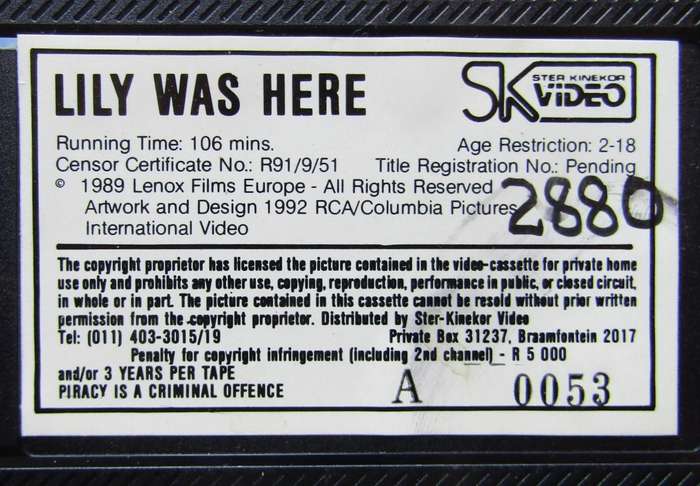 LILY WAS HERE
SK STER KINEKOR VIDEO
Running Time: 106 mins. Age Restriction: 2-18
Censor Certificate No.: R91/9/51 Title Registration No.: Pending
© 1989 Lenox Films Europe - All Rights Reserved
Artwork and Design 1992 RCA/Columbia Pictures
International Video
2880
The copyright proprietor has licensed the picture contained in the video-cassette for private home
use only and prohibits any other use, copying, reproduction, performance in public, or closed circuit,
in whole or in part. The picture contained in this cassette cannot be resold without prior written
permission from the copyright proprietor. Distributed by Ster-Kinekor Video
Tel: (011) 403-3015/19 Private Box 31237, Braamfontein 2017
Penalty for copyright infringement (including 2nd channel) - R 5 000
and/or 3 YEARS PER TAPE
PIRACY IS A CRIMINAL OFFENCE A 0053